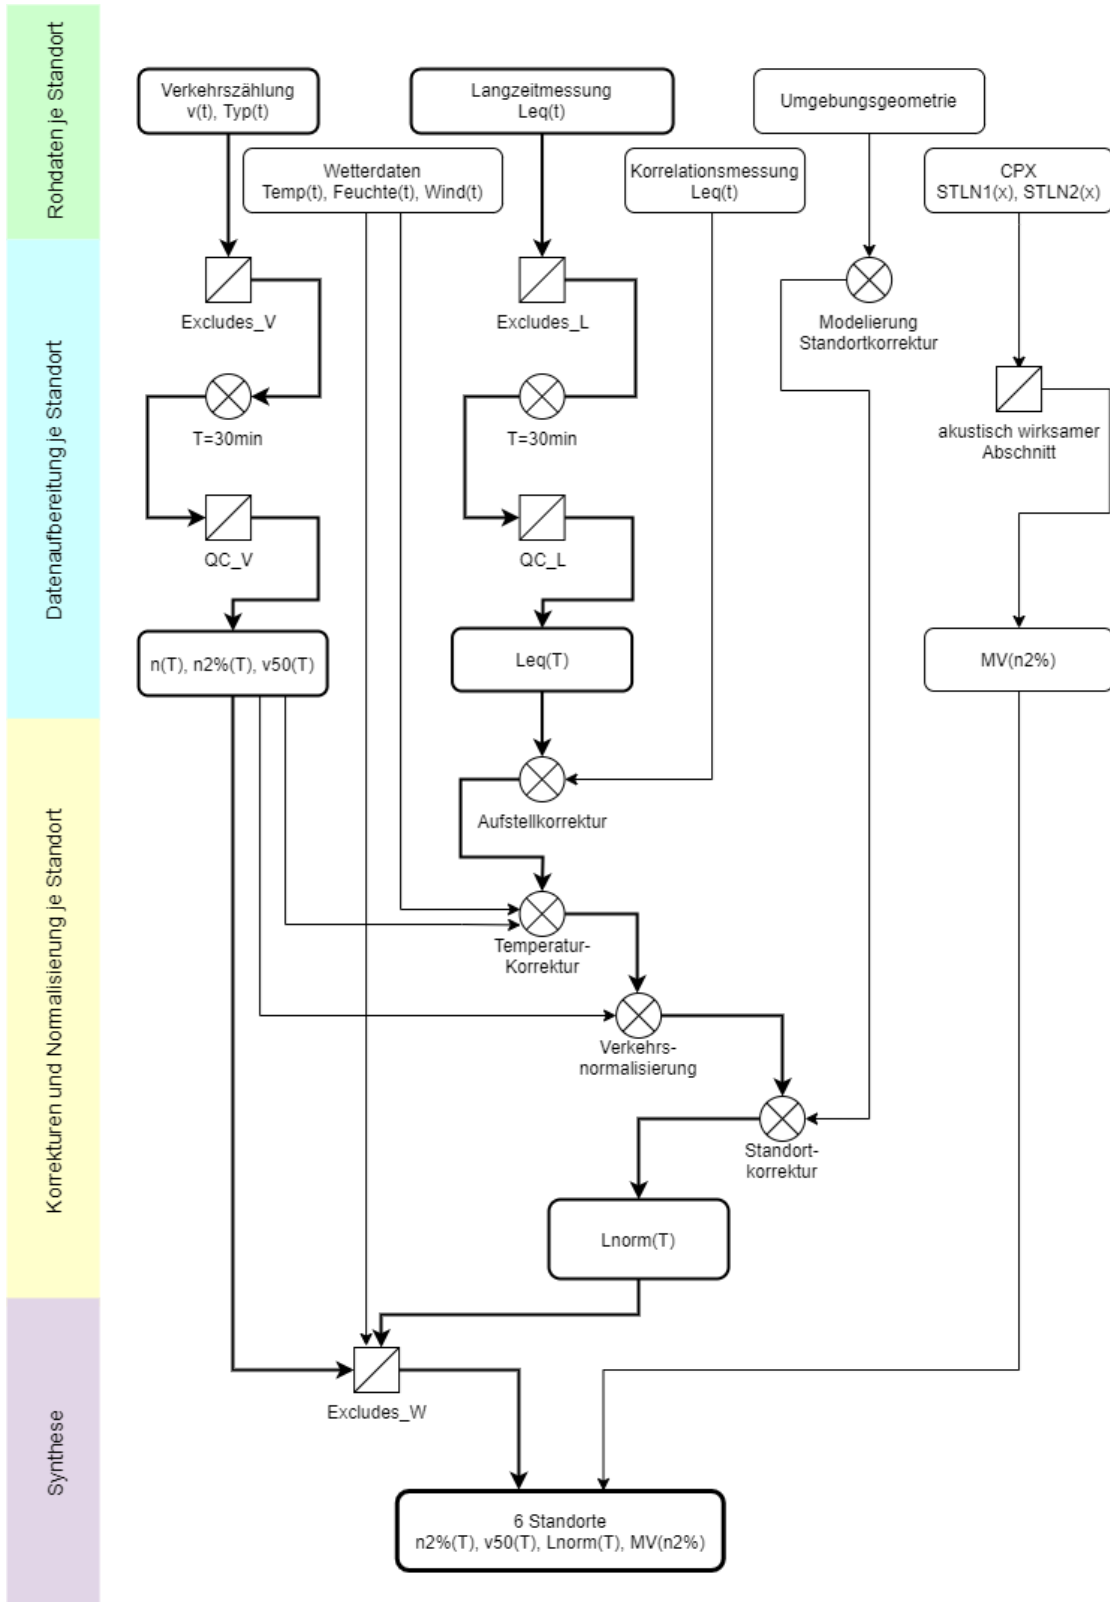 Rohdaten je Standort
Verkehrszählung
v(t), Typ(t)
Langzeitmessung
Leq(t)
Umgebungsgeometrie
Wetterdaten
Temp(t), Feuchte(t), Wind(t)
Korrelationsmessung
Leq(t)
CPX
STLN1(x), STLN2(x)
Datenaufbereitung je Standort
Excludes_V
Excludes_L
Modelierung
Standortkorrektur
T=30min
T=30min
akustisch wirksamer
Abschnitt
QC_V
QC_L
n(T), n2%(T), v50(T)
Leq(T)
MV(n2%)
Korrekturen und Normalisierung je Standort
Aufstellkorrektur
Temperatur-
Korrektur
Verkehrs-
normalisierung
Standort-
korrektur
Lnorm(T)
Synthese
Excludes_W
6 Standorte
n2%(T), v50(T), Lnorm(T), MV(n2%)